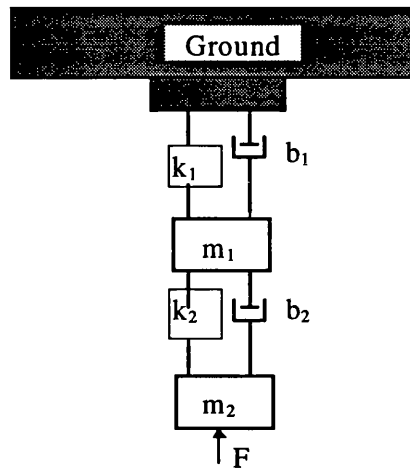 Ground
k₁
b₁
m₁
k₂
b₂
m₂
F